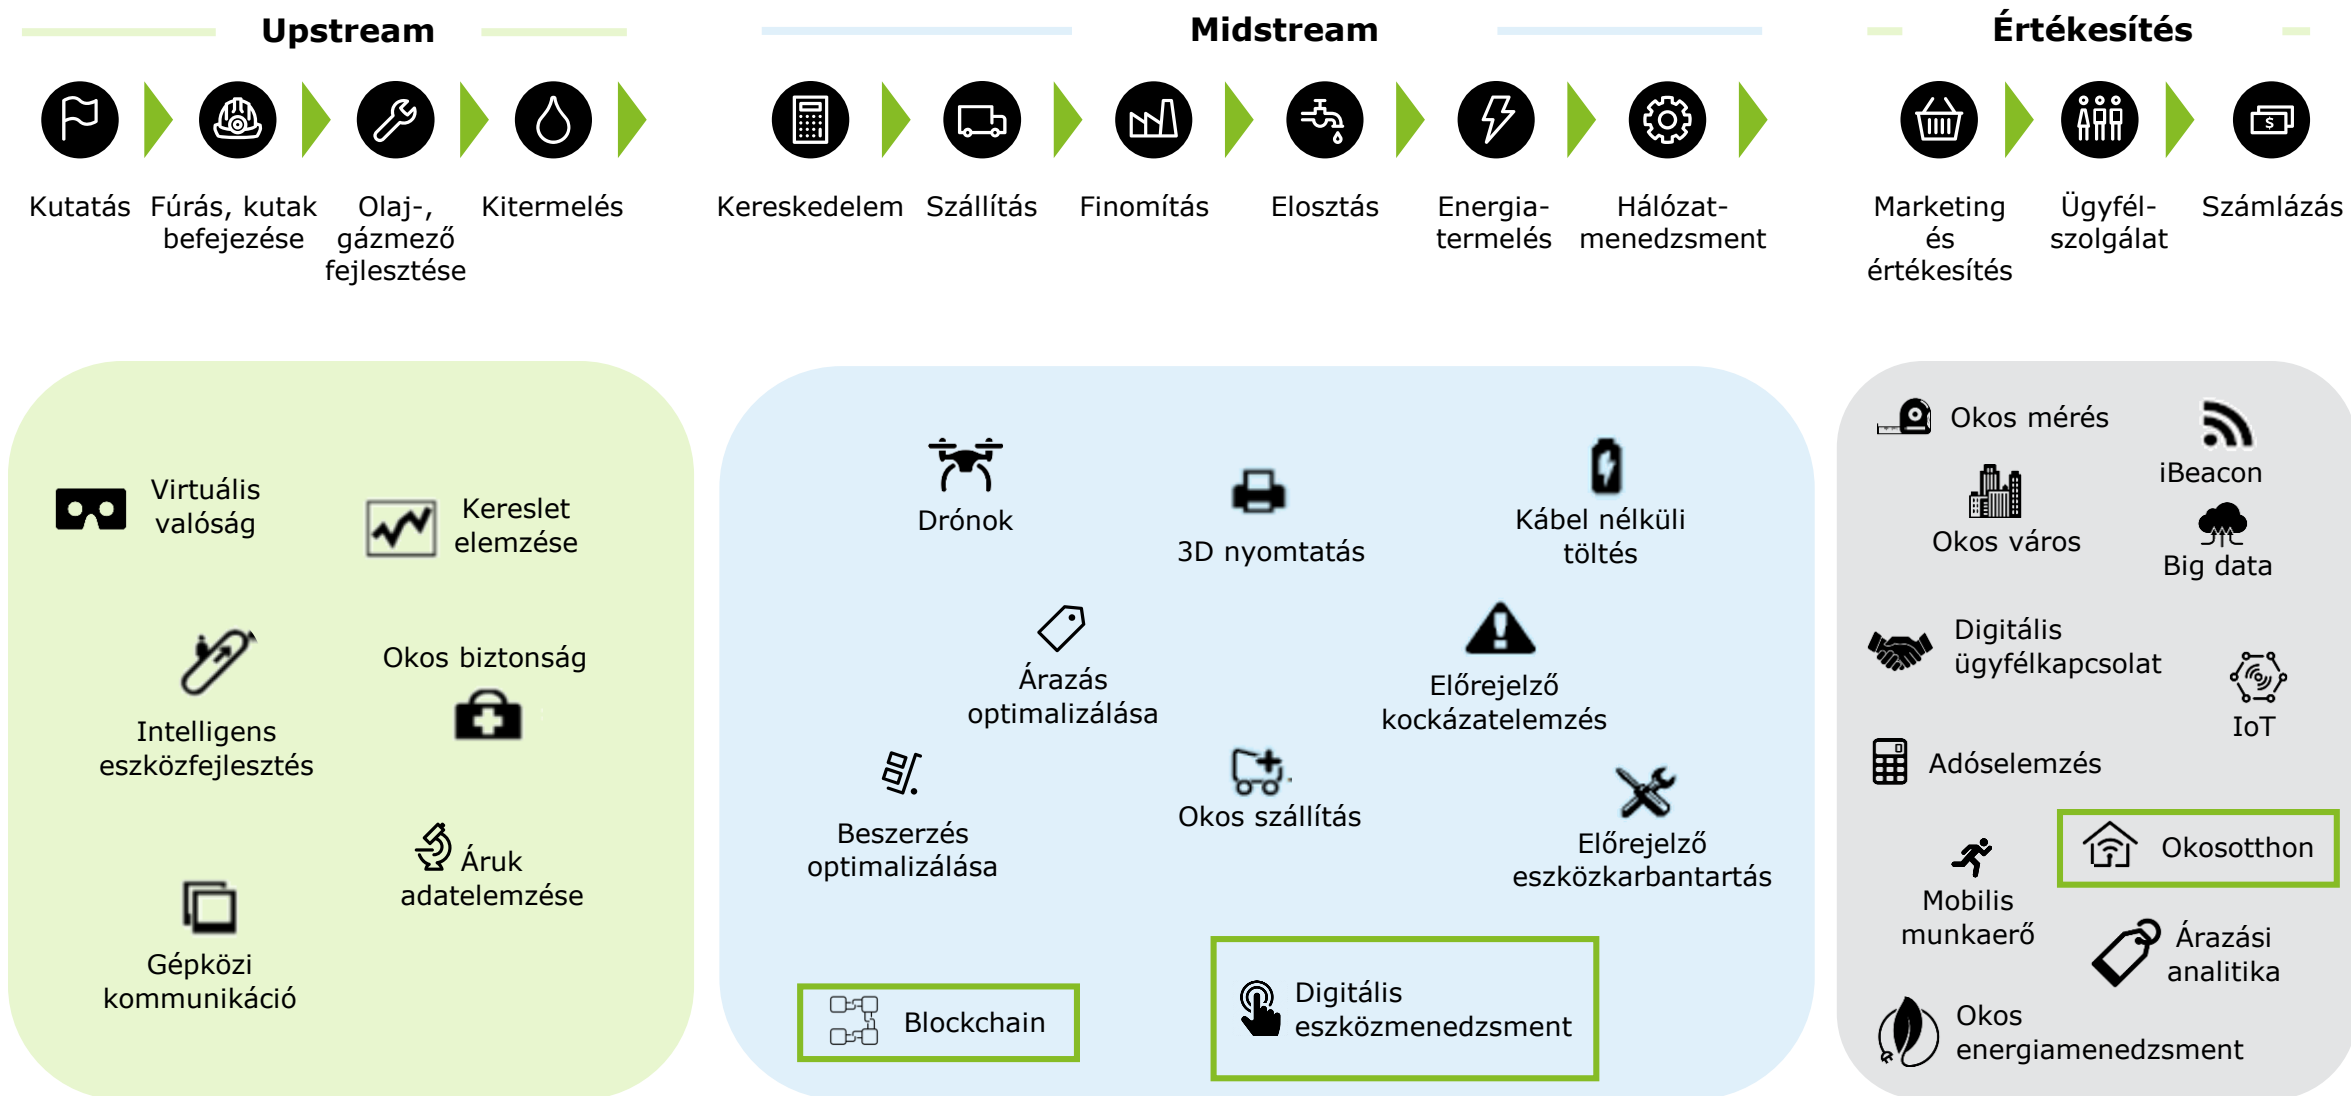 Upstream
Midstream
Értékesítés
Kutatás
Fúrás, kutak
befejezése
Olaj-,
gázmező
fejlesztése
Kitermelés
Kereskedelem
Szállítás
Finomítás
Elosztás
Energia-
termelés
Hálózat-
menedzsment
Marketing
és
értékesítés
Ügyfél-
szolgálat
Számlázás
Virtuális
valóság
Kereslet
elemzése
Intelligens
eszközfejlesztés
Okos biztonság
Áruk
adatelemzése
Gépközi
kommunikáció
Drónok
3D nyomtatás
Kábel nélküli
töltés
Árazás
optimalizálása
Előrejelző
kockázatelemzés
Beszerzés
optimalizálása
Okos szállítás
Előrejelző
eszközkarbantartás
Blockchain
Digitális
eszközmenedzsment
Okos mérés
iBeacon
Okos város
Big data
Digitális
ügyfélkapcsolat
IoT
Adóselemzés
Okosotthon
Mobilis
munkaerő
Árazási
analitika
Okos
energiamenedzsment